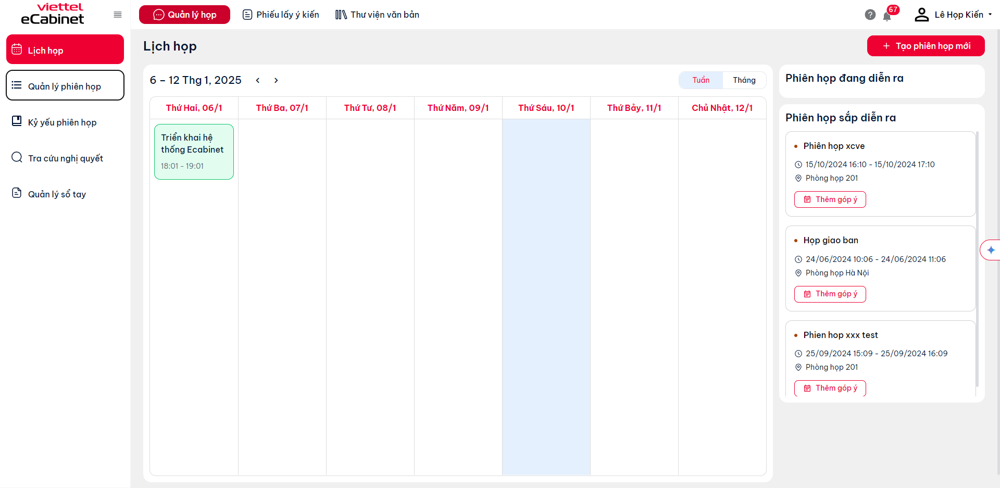 viettel
eCabinet
Quản lý họp
Phiếu lấy ý kiến
Thư viện văn bản
?
67
Lê Họp Kiến
Lịch họp
Quản lý phiên họp
Kỷ yếu phiên họp
Tra cứu nghị quyết
Quản lý sổ tay
Lịch họp
+ Tạo phiên họp mới
6 – 12 Thg 1, 2025
Tuần
Tháng
Thứ Hai, 06/1
Thứ Ba, 07/1
Thứ Tư, 08/1
Thứ Năm, 09/1
Thứ Sáu, 10/1
Thứ Bảy, 11/1
Chủ Nhật, 12/1
Triển khai hệ
thống Ecabinet
18:01 - 19:01
Phiên họp đang diễn ra
Phiên họp sắp diễn ra
Phiên họp xcve
15/10/2024 16:10 - 15/10/2024 17:10
Phòng họp 201
Thêm góp ý
Họp giao ban
24/06/2024 10:06 - 24/06/2024 11:06
Phòng họp Hà Nội
Thêm góp ý
Phien hop xxx test
25/09/2024 15:09 - 25/09/2024 16:09
Phòng họp 201
Thêm góp ý